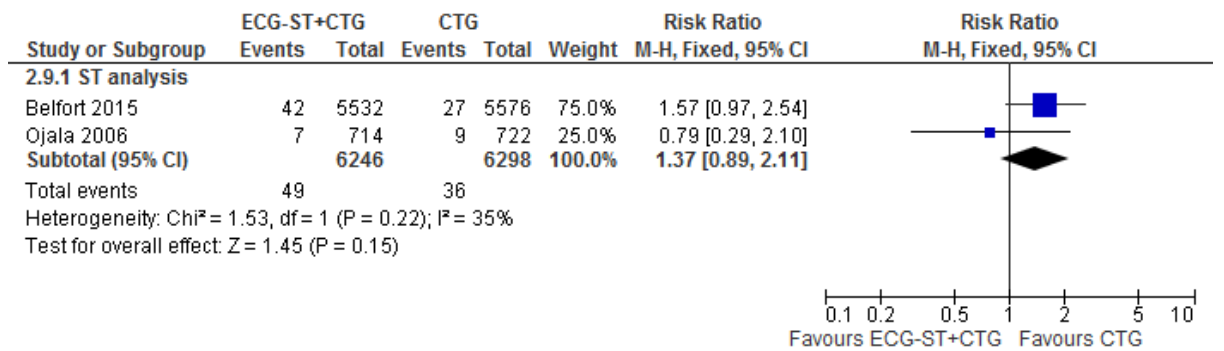 ECG-ST+CTG CTG Risk Ratio Risk Ratio
Study or Subgroup Events Total Events Total Weight M-H, Fixed, 95% CI M-H, Fixed, 95% CI
2.9.1 ST analysis
Belfort 2015 42 5532 27 5576 75.0% 1.57 [0.97, 2.54]
Ojala 2006 7 714 9 722 25.0% 0.79 [0.29, 2.10]
Subtotal (95% CI) 6246 6298 100.0% 1.37 [0.89, 2.11]
Total events 49 36
Heterogeneity: Chi² = 1.53, df = 1 (P = 0.22); I² = 35%
Test for overall effect: Z = 1.45 (P = 0.15)
0.1 0.2 0.5 1 2 5 10
Favours ECG-ST+CTG Favours CTG